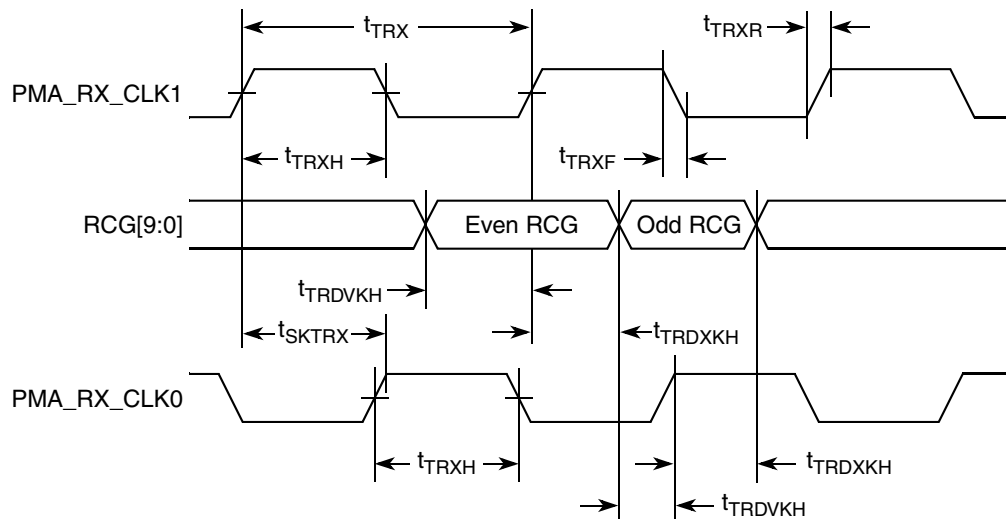 tTRX
tTRXR
PMA_RX_CLK1
tTRXH
tTRXF
RCG[9:0]
Even RCG
Odd RCG
tTRDVKH
tSKTRX
tTRDXKH
PMA_RX_CLK0
tTRXH
tTRDXKH
tTRDVKH